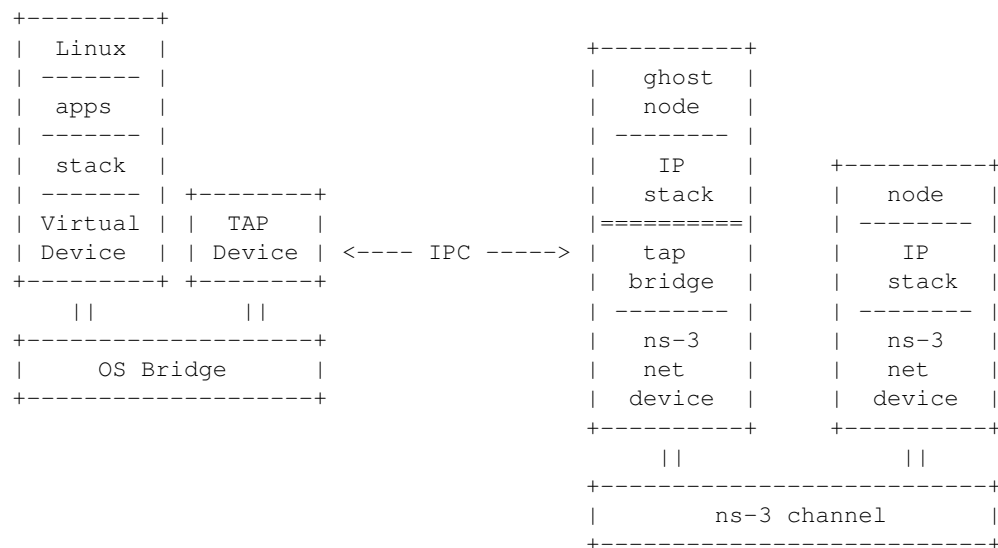 +---------+
|  Linux  |                             +----------+
| ------- |                             |   ghost  |
|  apps   |                             |   node   |
| ------- |                             | -------- |
|  stack  |                             |    IP    |     +----------+
| ------- | +--------+                  |   stack  |     |   node   |
| Virtual | |  TAP   |                  |==========|     | -------- |
| Device  | | Device | <---- IPC -----> |   tap    |     |    IP    |
+---------+ +--------+                  |  bridge  |     |   stack  |
    ||          ||                      | -------- |     | -------- |
+--------------------+                  |   ns-3   |     |   ns-3   |
|     OS Bridge      |                  |   net    |     |   net    |
+--------------------+                  |  device  |     |  device  |
                                        +----------+     +----------+
                                             ||               ||
                                        +---------------------------+
                                        |        ns-3 channel       |
                                        +---------------------------+